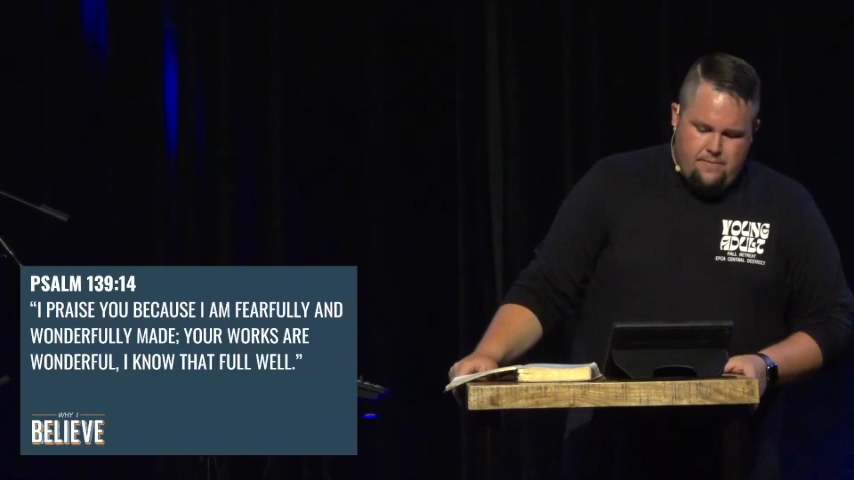 PSALM 139:14
“I PRAISE YOU BECAUSE I AM FEARFULLY AND
WONDERFULLY MADE; YOUR WORKS ARE
WONDERFUL, I KNOW THAT FULL WELL.”
WHY I
BELIEVE
YOUNG
ADULT
FALL RETREAT
EFCA CENTRAL DISTRICT